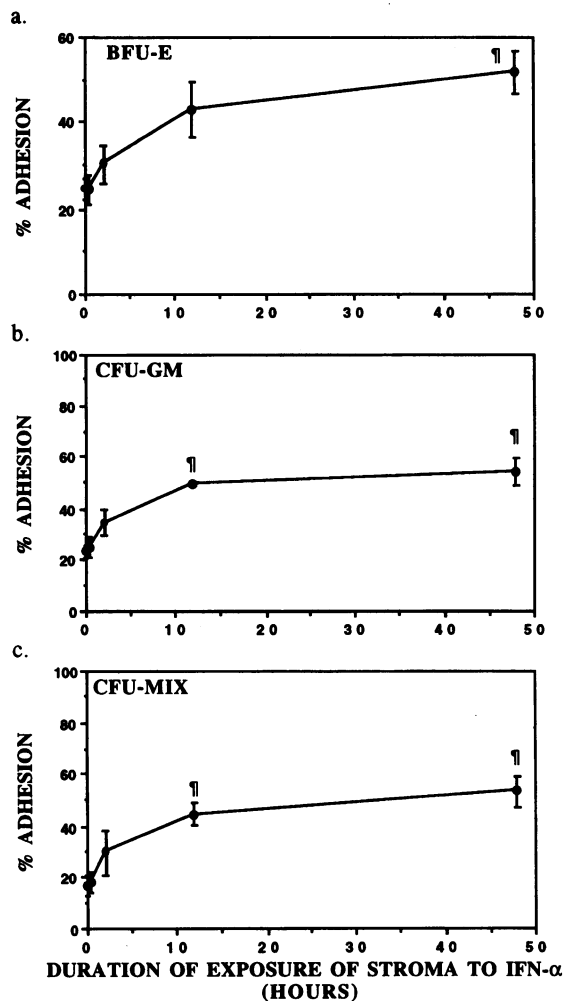 a.
BFU-E
¶
60
40
20
0
% ADHESION
0 10 20 30 40 50
b.
CFU-GM
¶ ¶
100
80
60
40
20
0
% ADHESION
0 10 20 30 40 50
c.
CFU-MIX
¶ ¶
100
80
60
40
20
0
% ADHESION
0 10 20 30 40 50
DURATION OF EXPOSURE OF STROMA TO IFN-α
(HOURS)